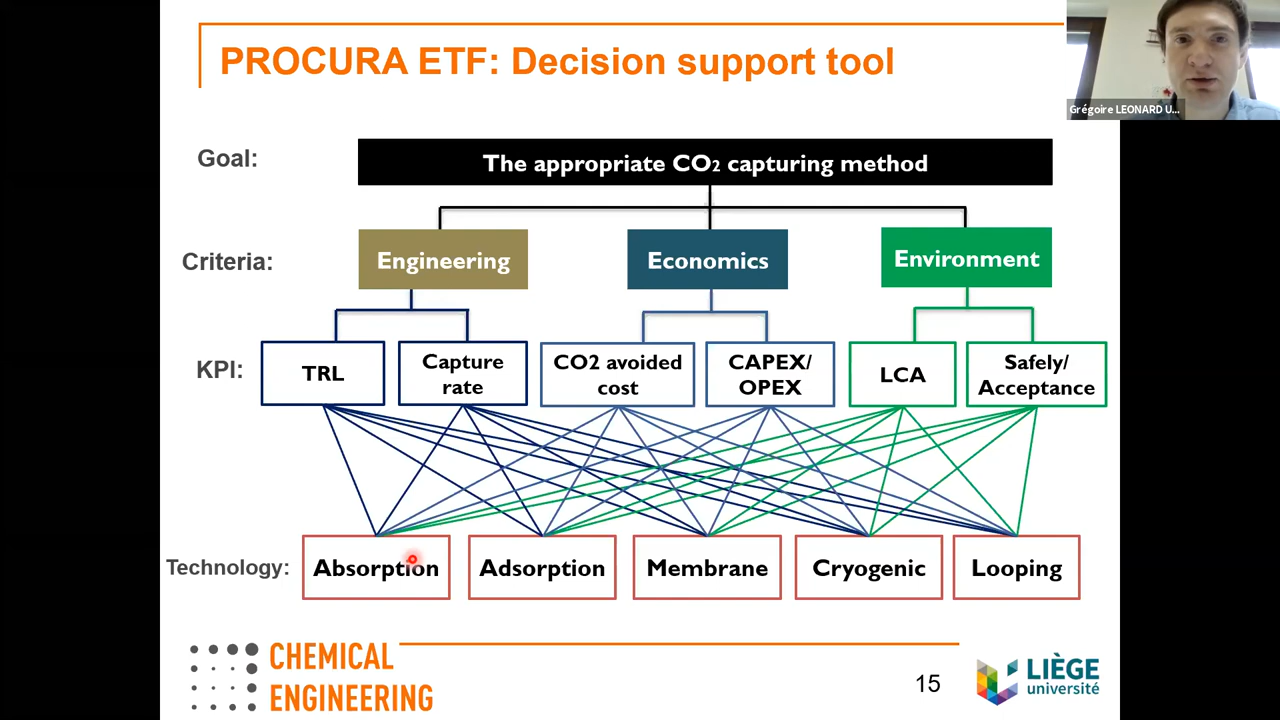 PROCURA ETF: Decision support tool
Grégoire LEONARD U...
Goal:
The appropriate CO₂ capturing method
Criteria:
Engineering
Economics
Environment
KPI:
TRL
Capture
rate
CO2 avoided
cost
CAPEX/
OPEX
LCA
Safely/
Acceptance
Technology:
Absorption
Adsorption
Membrane
Cryogenic
Looping
CHEMICAL
ENGINEERING
15
LIÈGE
université